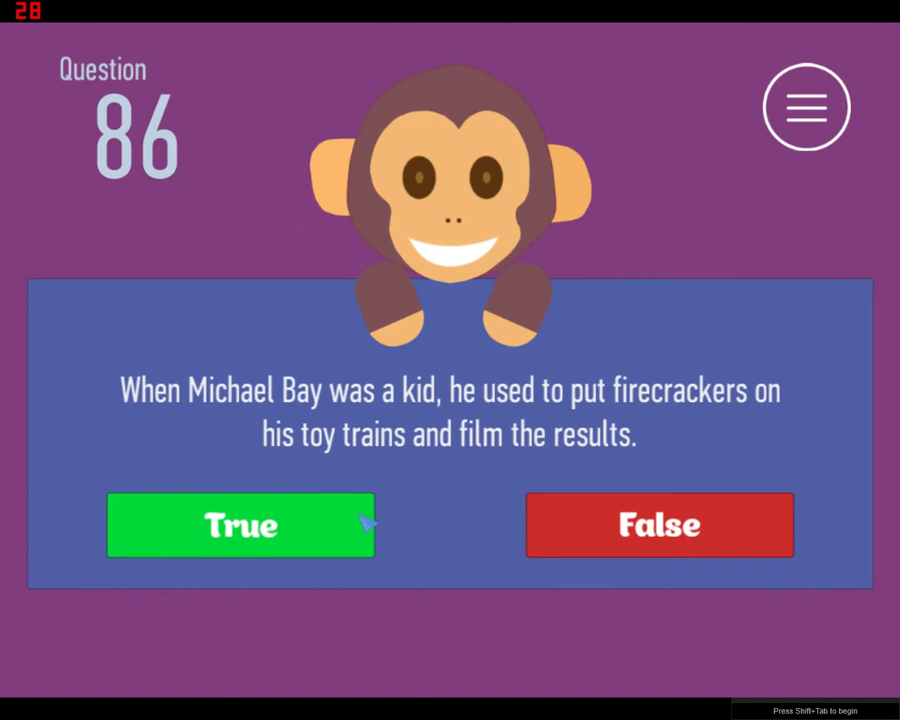 28
Question
86
When Michael Bay was a kid, he used to put firecrackers on
his toy trains and film the results.
True
False
Press Shift+Tab to begin